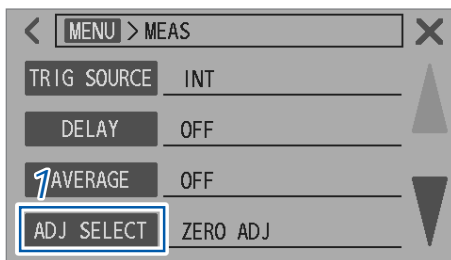 MENU > MEAS
TRIG SOURCE INT
DELAY OFF
1 AVERAGE OFF
ADJ SELECT ZERO ADJ